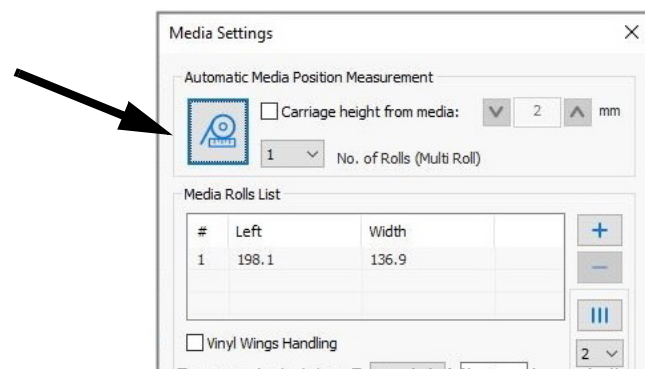 Media Settings
Automatic Media Position Measurement
Carriage height from media: 2 mm
1 No. of Rolls (Multi Roll)
Media Rolls List
# Left Width
1 198.1 136.9
Vinyl Wings Handling
2